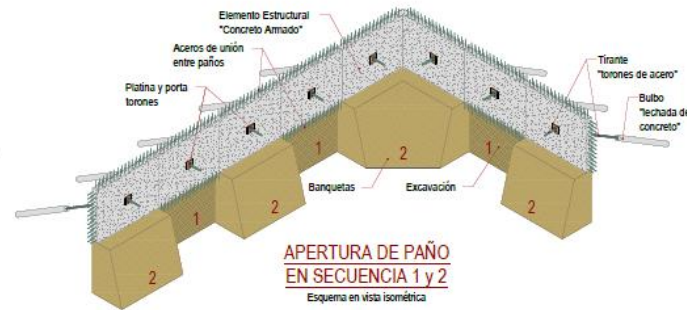 Elemento Estructural
"Concreto Armado"
Aceros de unión
entre paños
Platina y porta
torones
Tirante
"torones de acero"
Bulbo
"lechada de
concreto"
1
2
1
1
2
2
2
Banquetas
Excavación
APERTURA DE PAÑO
EN SECUENCIA 1 y 2
Esquema en vista isométrica